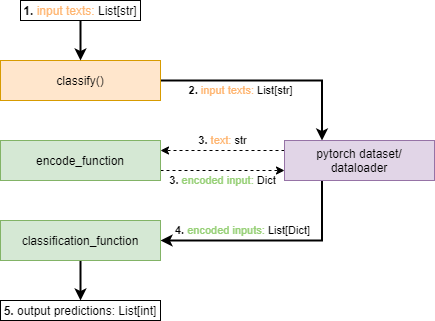 1. input texts: List[str]
classify()
2. input texts: List[str]
3. text: str
encode_function
pytorch dataset/
dataloader
3. encoded input: Dict
4. encoded inputs: List[Dict]
classification_function
5. output predictions: List[int]